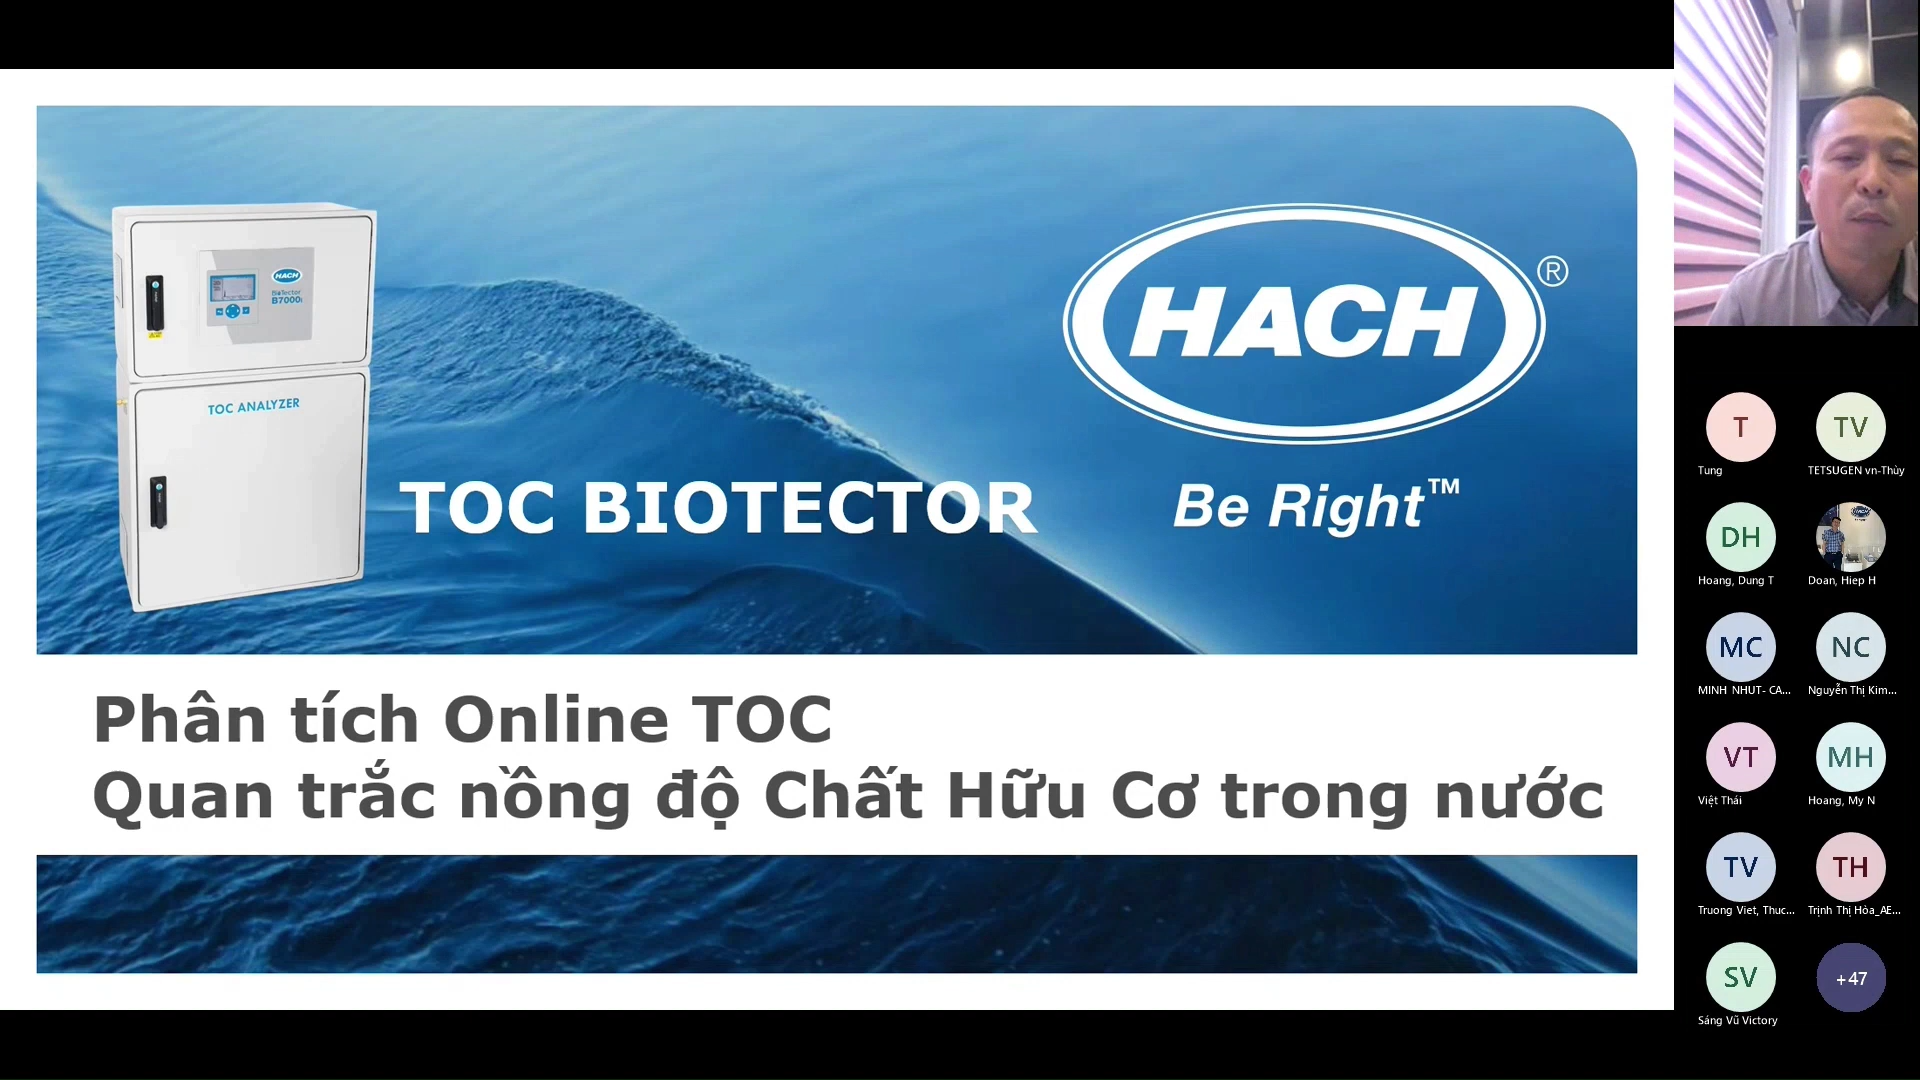 HACH
BioTector
B7000i
TOC ANALYZER
HACH®
Be Right™
TOC BIOTECTOR
Phân tích Online TOC
Quan trắc nồng độ Chất Hữu Cơ trong nước
T
Tung
TV
TETSUGEN vn-Thùy
DH
Hoang, Dung T
HACH
Doan, Hiep H
MC
MINH NHUT- CA...
NC
Nguyễn Thị Kim...
VT
Việt Thái
MH
Hoang, My N
TV
Truong Viet, Thuc...
TH
Trịnh Thị Hòa_AE...
SV
Sáng Vũ Victory
+47